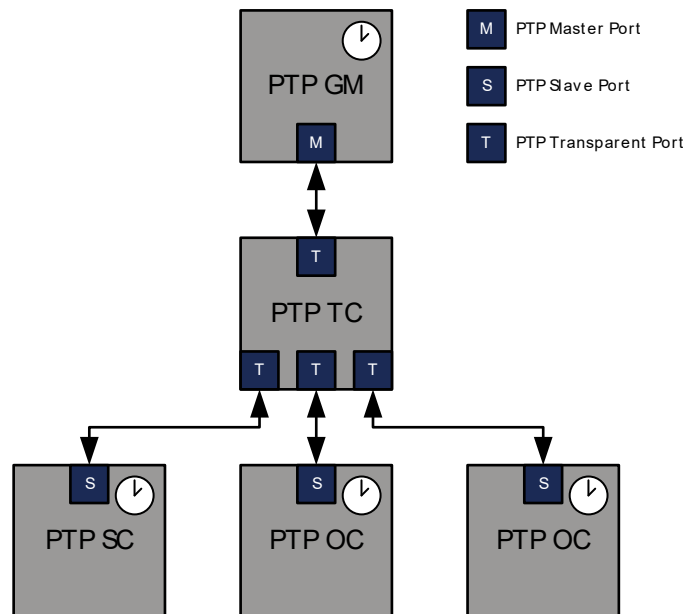 M PTP Master Port
PTP GM
S PTP Slave Port
M
T PTP Transparent Port
T
PTP TC
T T T
S S S
PTP SC PTP OC PTP OC